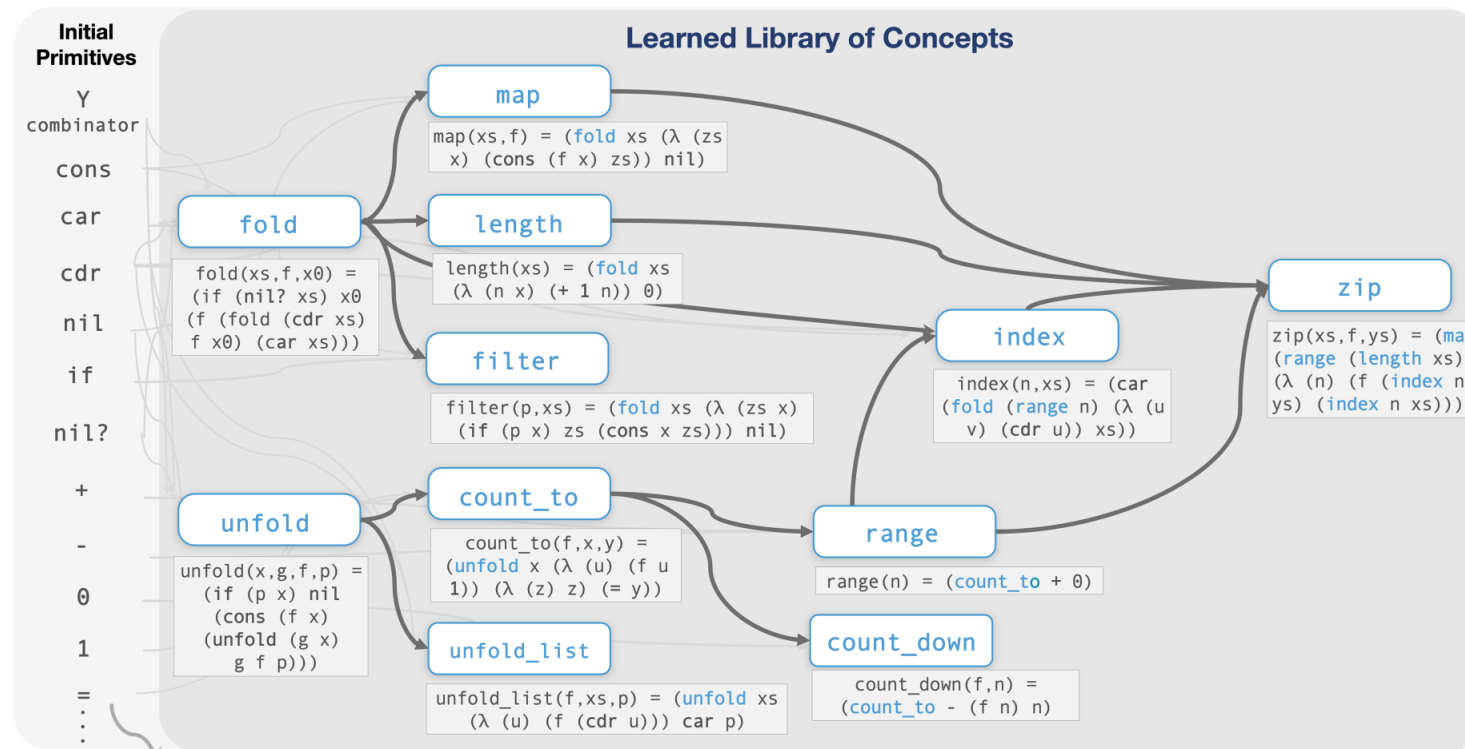 Initial
Primitives
Learned Library of Concepts
Y
combinator
cons
car
cdr
nil
if
nil?
+
-
0
1
=
fold
fold(xs,f,x0) =
(if (nil? xs) x0
(f (fold (cdr xs)
f x0) (car xs)))
unfold
unfold(x,g,f,p) =
(if (p x) nil
(cons (f x)
(unfold (g x)
g f p)))
map
map(xs,f) = (fold xs (λ (zs
x) (cons (f x) zs)) nil)
length
length(xs) = (fold xs
(λ (n x) (+ 1 n)) 0)
filter
filter(p,xs) = (fold xs (λ (zs x)
(if (p x) zs (cons x zs))) nil)
count_to
count_to(f,x,y) =
(unfold x (λ (u) (f u
1)) (λ (z) z) (= y))
unfold_list
unfold_list(f,xs,p) = (unfold xs
(λ (u) (f (cdr u))) car p)
index
index(n,xs) = (car
(fold (range n) (λ (u
v) (cdr u)) xs))
range
range(n) = (count_to + 0)
count_down
count_down(f,n) =
(count_to - (f n) n)
zip
zip(xs,f,ys) = (ma
(range (length xs)
(λ (n) (f (index n
ys) (index n xs)))